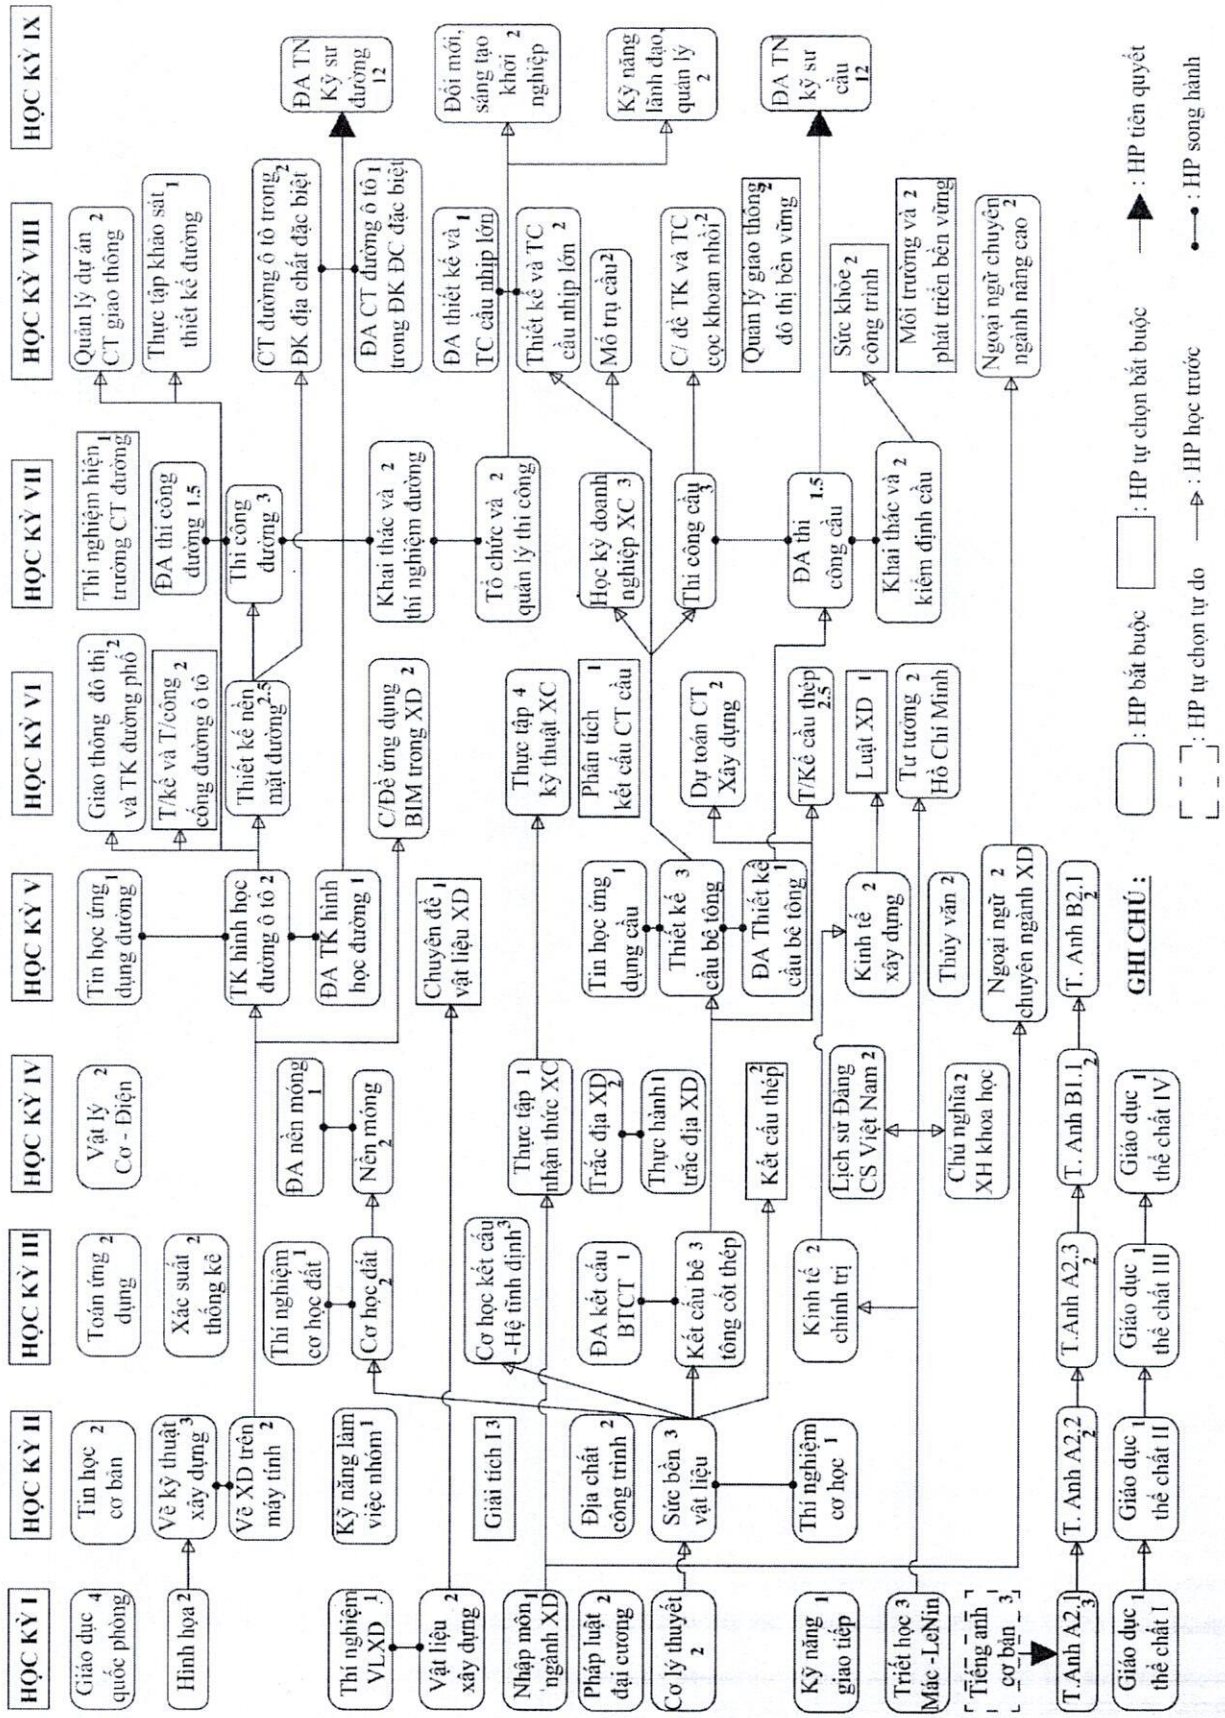 HỌC KỲ I
Giáo dục 4
quốc phòng
Hình họa 2
Thí nghiệm 1
VLXD
Vật liệu 2
xây dựng
Nhập môn 1
ngành XD
Pháp luật 2
đại cương
Cơ lý thuyết
2
Kỹ năng 1
giao tiếp
Triết học 3
Mác -LeNin
Tiếng anh
cơ bản 3
T.Anh A2.1
3
Giáo dục 1
thể chất I
HỌC KỲ II
Tin học 2
cơ bản
Vẽ kỹ thuật
xây dựng 3
Vẽ XD trên
máy tính 2
Kỹ năng làm
việc nhóm 1
Giải tích 1 3
Địa chất 2
công trình
Sức bền 3
vật liệu
Thí nghiệm
cơ học 1
T. Anh A2.2
2
Giáo dục 1
thể chất II
HỌC KỲ III
Toán ứng 2
dụng
Xác suất 2
thống kê
Thí nghiệm
cơ học đất 1
Cơ học đất
2
Cơ học kết cấu
-Hệ tĩnh định 3
ĐA kết cấu
BTCT 1
Kết cấu bê 3
tông cốt thép
Kinh tế 2
chính trị
T.Anh A2.3
2
Giáo dục 1
thể chất III
HỌC KỲ IV
Vật lý 2
Cơ - Điện
ĐA nền móng
1
Nền móng
2
Thực tập 1
nhận thức XC
Trắc địa XD
2
Thực hành 1
trắc địa XD
Kết cấu thép 2
Lịch sử Đảng
CS Việt Nam 2
Chủ nghĩa 2
XH khoa học
T. Anh B1.1
2
Giáo dục 1
thể chất IV
HỌC KỲ V
Tin học ứng 1
dụng đường
TK hình học
đường ô tô 2
ĐA TK hình
học đường 1
Chuyên đề 1
vật liệu XD
Tin học ứng 1
dụng cầu
Thiết kế 3
cầu bê tông
ĐA Thiết kế
cầu bê tông 1
Kinh tế 2
xây dựng
Thủy văn 2
Ngoại ngữ 2
chuyên ngành XD
T. Anh B2.1
2
HỌC KỲ VI
Giao thông đô thị
và TK đường phố 2
T/kế và T/công 2
cống đường ô tô
Thiết kế nền
mặt đường 2.5
C/Đề ứng dụng
BIM trong XD 2
Thực tập 4
kỹ thuật XC
Phân tích 1
kết cấu CT cầu
Dự toán CT
Xây dựng 2
T/Kế cầu thép
2.5
Luật XD 1
Tư tưởng 2
Hồ Chí Minh
HỌC KỲ VII
Thí nghiệm hiện
trường CT đường 1
ĐA thi công
đường 1.5
Thi công
đường 3
Khai thác và 2
thí nghiệm đường
Tổ chức và 2
quản lý thi công
Học kỳ doanh
nghiệp XC 3
Thi công cầu
3
ĐA thi 1.5
công cầu
Khai thác và 2
kiểm định cầu
HỌC KỲ VIII
Quản lý dự án 2
CT giao thông
Thực tập khảo sát
thiết kế đường 1
CT đường ô tô trong
ĐK địa chất đặc biệt 2
ĐA CT đường ô tô 1
trong ĐK ĐC đặc biệt
ĐA thiết kế và 1
TC cầu nhịp lớn
Thiết kế và TC
cầu nhịp lớn 2
Mố trụ cầu 2
C/ đề TK và TC
cọc khoan nhồi 2
Quản lý giao thông
đô thị bền vững 2
Sức khỏe 2
công trình
Môi trường và 2
phát triển bền vững
Ngoại ngữ chuyên
ngành nâng cao 2
HỌC KỲ IX
ĐA TN
Kỹ sư
đường
12
Đổi mới,
sáng tạo
khởi 2
nghiệp
Kỹ năng
lãnh đạo,
quản lý
2
ĐA TN
kỹ sư
cầu
12
GHI CHÚ :
: HP bắt buộc
: HP tự chọn bắt buộc
: HP tiên quyết
: HP tự chọn tự do
: HP học trước
: HP song hành